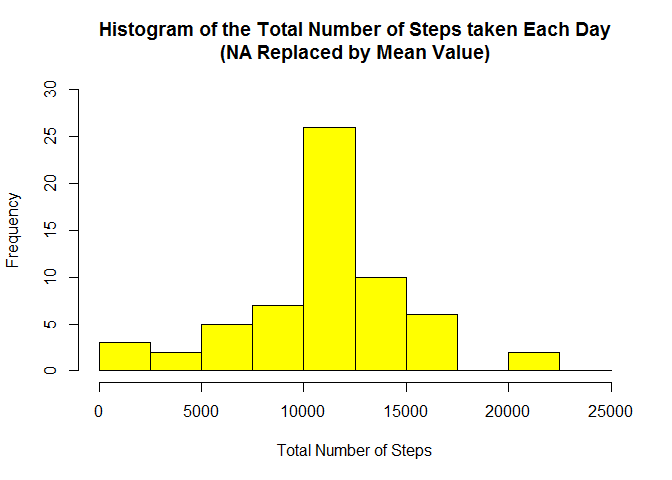 Histogram of the Total Number of Steps taken Each Day
(NA Replaced by Mean Value)
30
25
20
15
10
5
0
Frequency
0 5000 10000 15000 20000 25000
Total Number of Steps